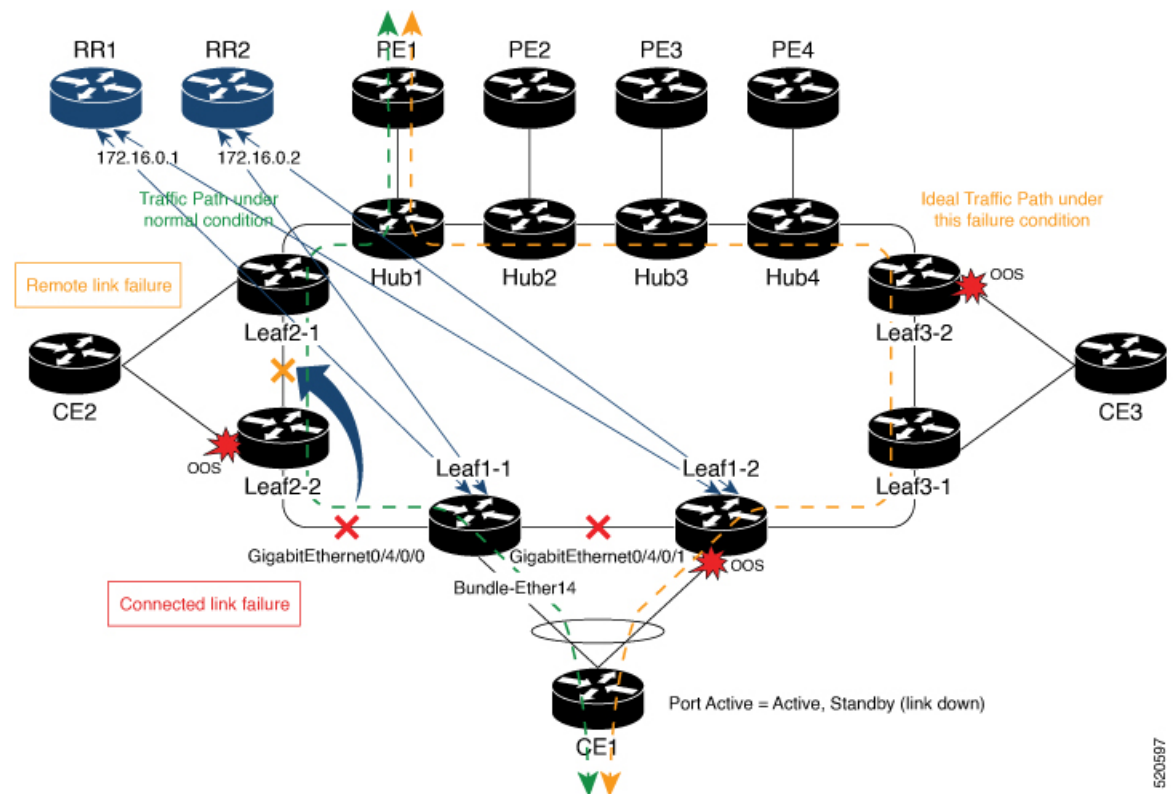 RR1
RR2
PE1
PE2
PE3
PE4
172.16.0.1
172.16.0.2
Traffic Path under
normal condition
Ideal Traffic Path under
this failure condition
Hub1
Hub2
Hub3
Hub4
Remote link failure
OOS
Leaf2-1
Leaf3-2
CE2
CE3
OOS
Leaf2-2
Leaf1-1
Leaf1-2
Leaf3-1
GigabitEthernet0/4/0/0
GigabitEthernet0/4/0/1
OOS
Bundle-Ether14
Connected link failure
Port Active = Active, Standby (link down)
CE1
520597